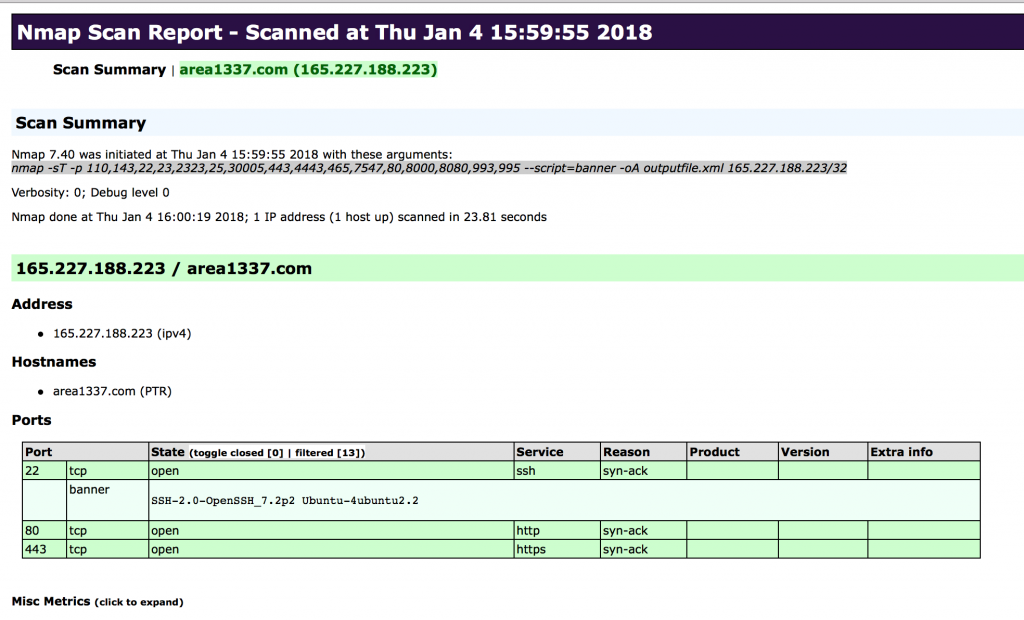 Nmap Scan Report - Scanned at Thu Jan 4 15:59:55 2018
Scan Summary | area1337.com (165.227.188.223)
Scan Summary
Nmap 7.40 was initiated at Thu Jan 4 15:59:55 2018 with these arguments:
nmap -sT -p 110,143,22,23,2323,25,30005,443,4443,465,7547,80,8000,8080,993,995 --script=banner -oA outputfile.xml 165.227.188.223/32
Verbosity: 0; Debug level 0
Nmap done at Thu Jan 4 16:00:19 2018; 1 IP address (1 host up) scanned in 23.81 seconds
165.227.188.223 / area1337.com
Address
• 165.227.188.223 (ipv4)
Hostnames
• area1337.com (PTR)
Ports
Port State (toggle closed [0] | filtered [13]) Service Reason Product Version Extra info
22 tcp open ssh syn-ack
banner SSH-2.0-OpenSSH_7.2p2 Ubuntu-4ubuntu2.2
80 tcp open http syn-ack
443 tcp open https syn-ack
Misc Metrics (click to expand)